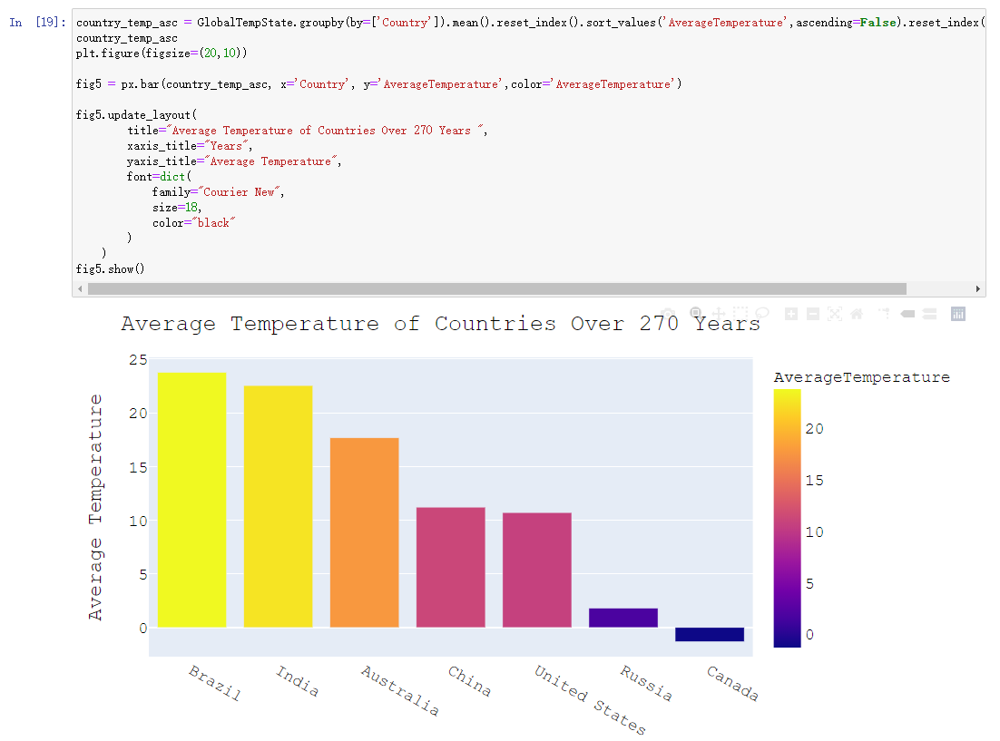 In [19]: country_temp_asc = GlobalTempState.groupby(by=['Country']).mean().reset_index().sort_values('AverageTemperature',ascending=False).reset_index(
country_temp_asc
plt.figure(figsize=(20,10))
fig5 = px.bar(country_temp_asc, x='Country', y='AverageTemperature',color='AverageTemperature')
fig5.update_layout(
title="Average Temperature of Countries Over 270 Years ",
xaxis_title="Years",
yaxis_title="Average Temperature",
font=dict(
family="Courier New",
size=18,
color="black"
)
)
fig5.show()
Average Temperature of Countries Over 270 Years
Average Temperature
25
20
15
10
5
0
Brazil
India
Australia
China
United States
Russia
Canada
AverageTemperature
20
15
10
5
0